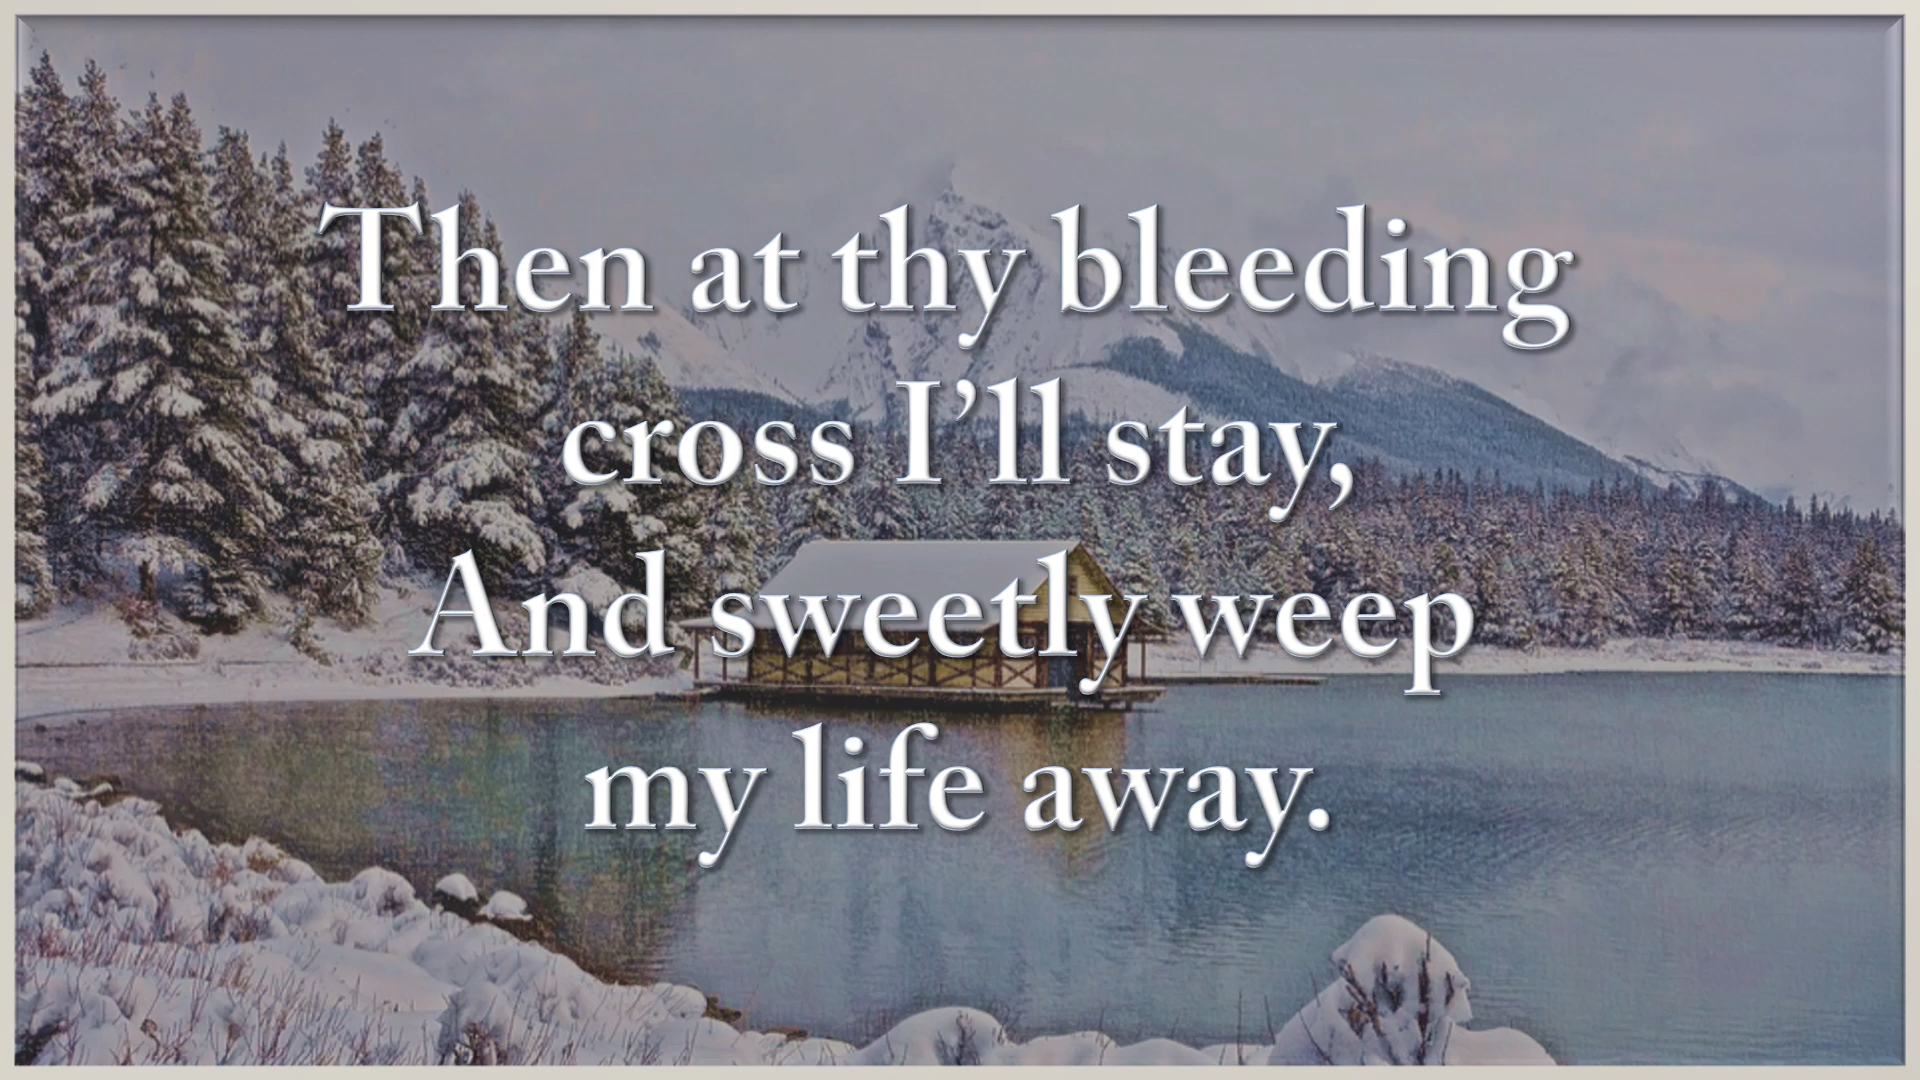 Then at thy bleeding
cross I’ll stay,
And sweetly weep
my life away.